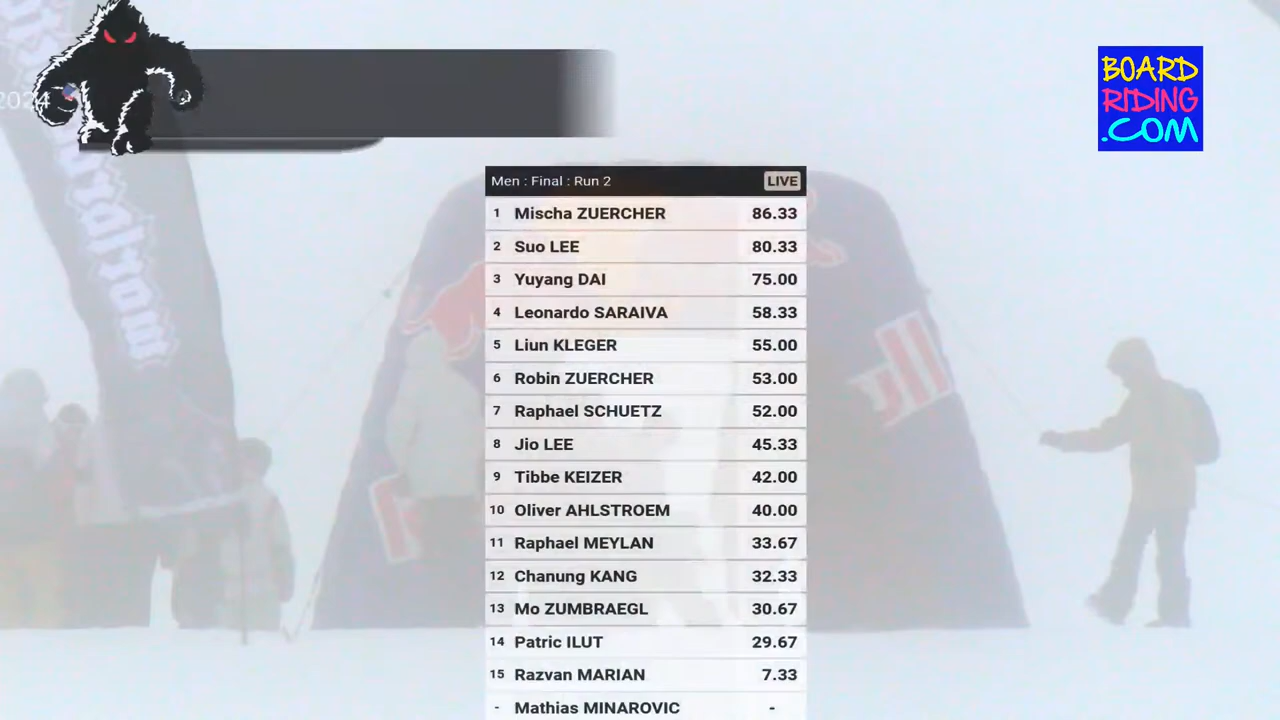 2024
BOARD
RIDING
.COM
Men : Final : Run 2 LIVE
1 Mischa ZUERCHER 86.33
2 Suo LEE 80.33
3 Yuyang DAI 75.00
4 Leonardo SARAIVA 58.33
5 Liun KLEGER 55.00
6 Robin ZUERCHER 53.00
7 Raphael SCHUETZ 52.00
8 Jio LEE 45.33
9 Tibbe KEIZER 42.00
10 Oliver AHLSTROEM 40.00
11 Raphael MEYLAN 33.67
12 Chanung KANG 32.33
13 Mo ZUMBRAEGL 30.67
14 Patric ILUT 29.67
15 Razvan MARIAN 7.33
- Mathias MINAROVIC -